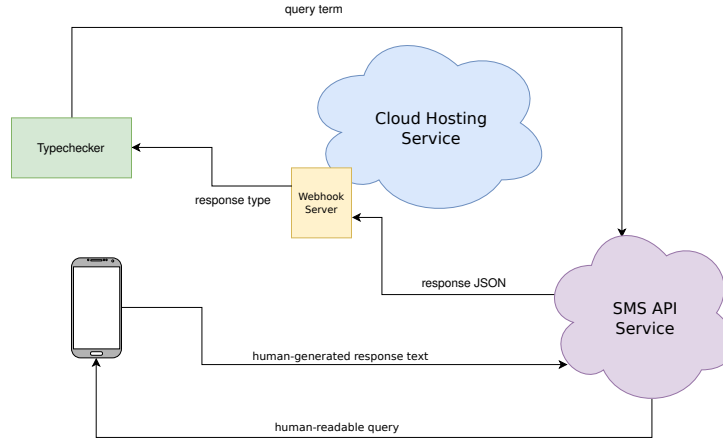 query term
Cloud Hosting
Service
Typechecker
Webhook
Server
response type
response JSON
SMS API
Service
human-generated response text
human-readable query